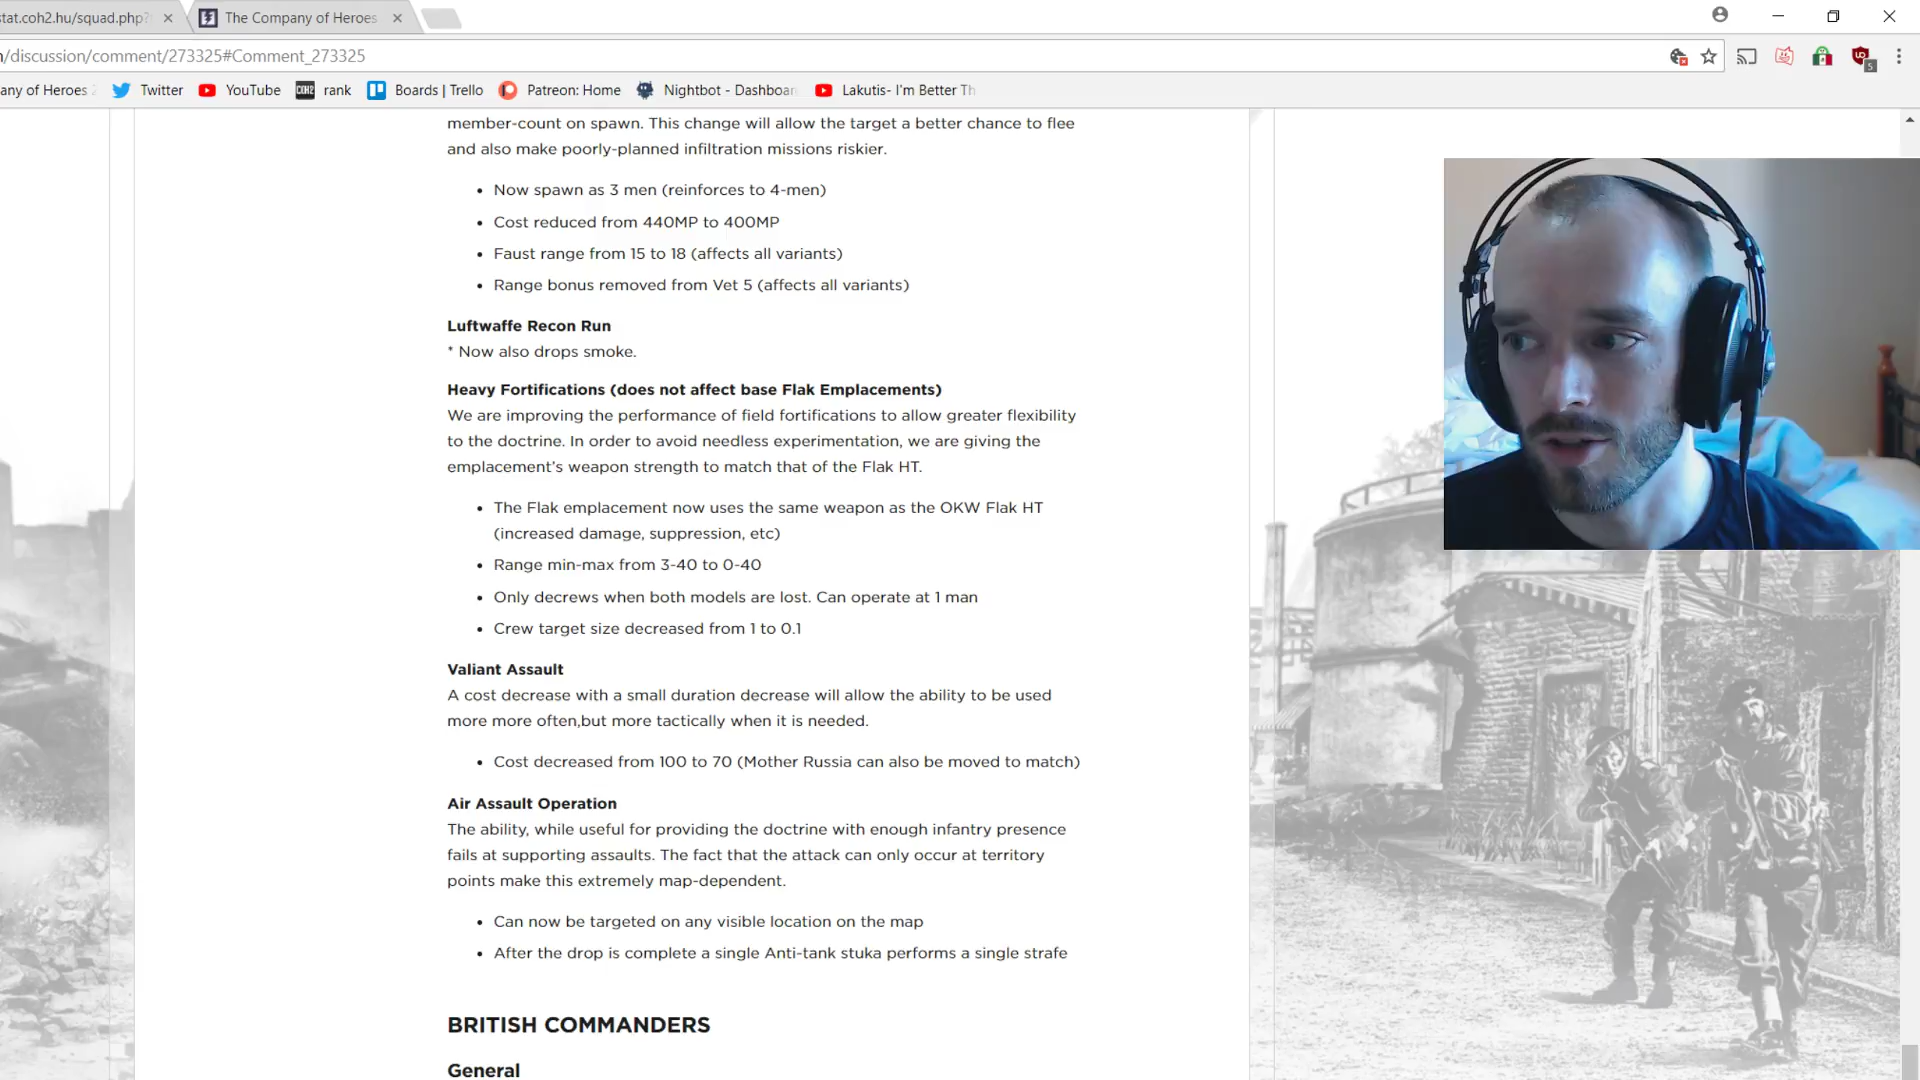 stat.coh2.hu/squad.php?
The Company of Heroes
/discussion/comment/273325#Comment_273325
5
any of Heroes
Twitter
YouTube
COH2
rank
Boards | Trello
Patreon: Home
Nightbot - Dashboar
Lakutis- I'm Better Th
member-count on spawn. This change will allow the target a better chance to flee
and also make poorly-planned infiltration missions riskier.
• Now spawn as 3 men (reinforces to 4-men)
• Cost reduced from 440MP to 400MP
• Faust range from 15 to 18 (affects all variants)
• Range bonus removed from Vet 5 (affects all variants)
Luftwaffe Recon Run
* Now also drops smoke.
Heavy Fortifications (does not affect base Flak Emplacements)
We are improving the performance of field fortifications to allow greater flexibility
to the doctrine. In order to avoid needless experimentation, we are giving the
emplacement's weapon strength to match that of the Flak HT.
• The Flak emplacement now uses the same weapon as the OKW Flak HT
(increased damage, suppression, etc)
• Range min-max from 3-40 to 0-40
• Only decrews when both models are lost. Can operate at 1 man
• Crew target size decreased from 1 to 0.1
Valiant Assault
A cost decrease with a small duration decrease will allow the ability to be used
more more often,but more tactically when it is needed.
• Cost decreased from 100 to 70 (Mother Russia can also be moved to match)
Air Assault Operation
The ability, while useful for providing the doctrine with enough infantry presence
fails at supporting assaults. The fact that the attack can only occur at territory
points make this extremely map-dependent.
• Can now be targeted on any visible location on the map
• After the drop is complete a single Anti-tank stuka performs a single strafe
BRITISH COMMANDERS
General